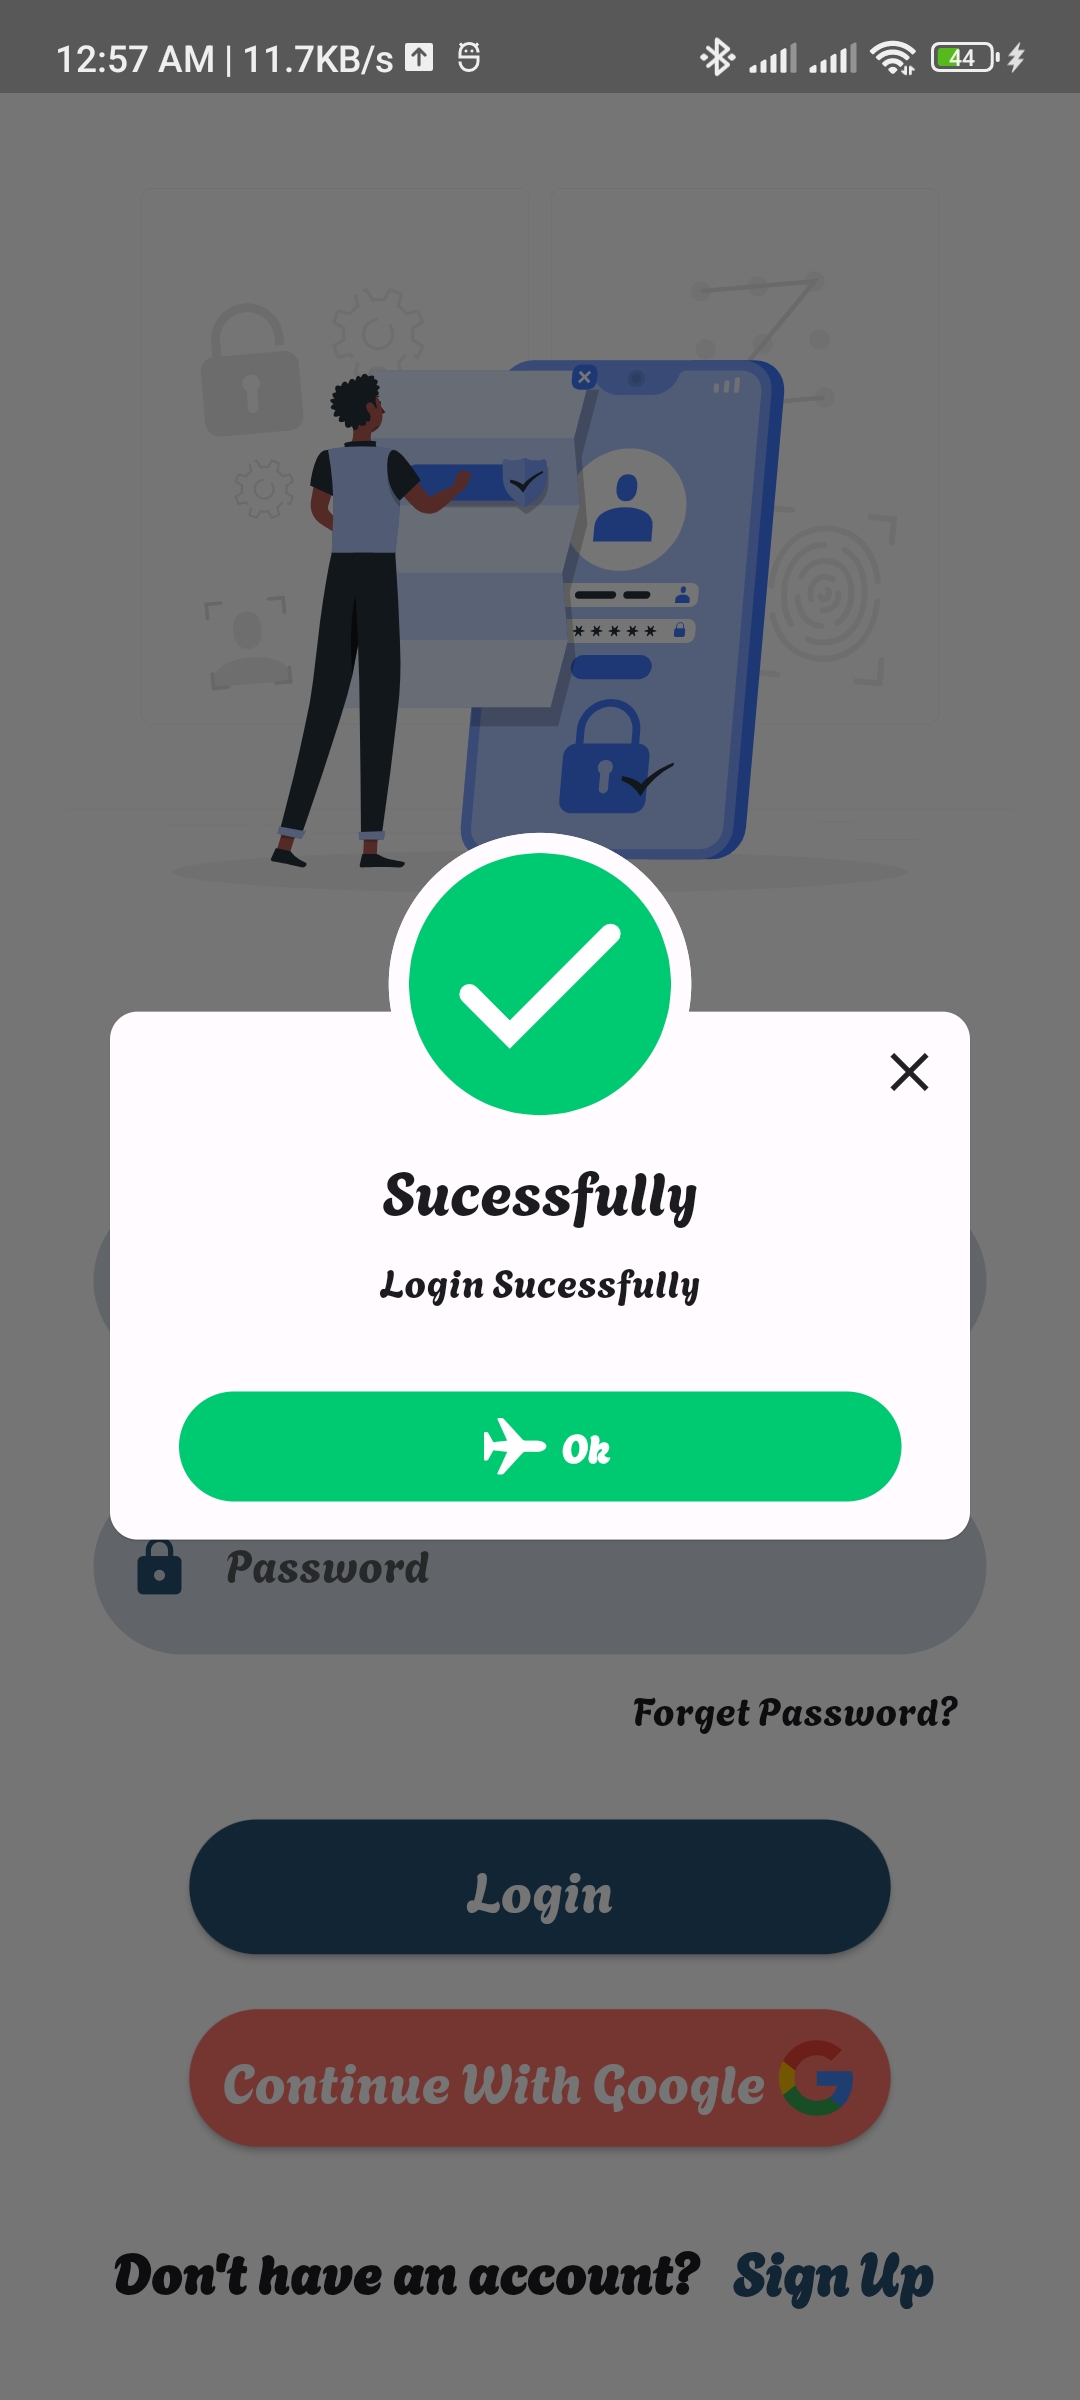 12:57 AM | 11.7KB/s
44
Sucessfully
Login Sucessfully
Ok
Password
Forget Password?
Login
Continue With Google
Don't have an account? Sign Up